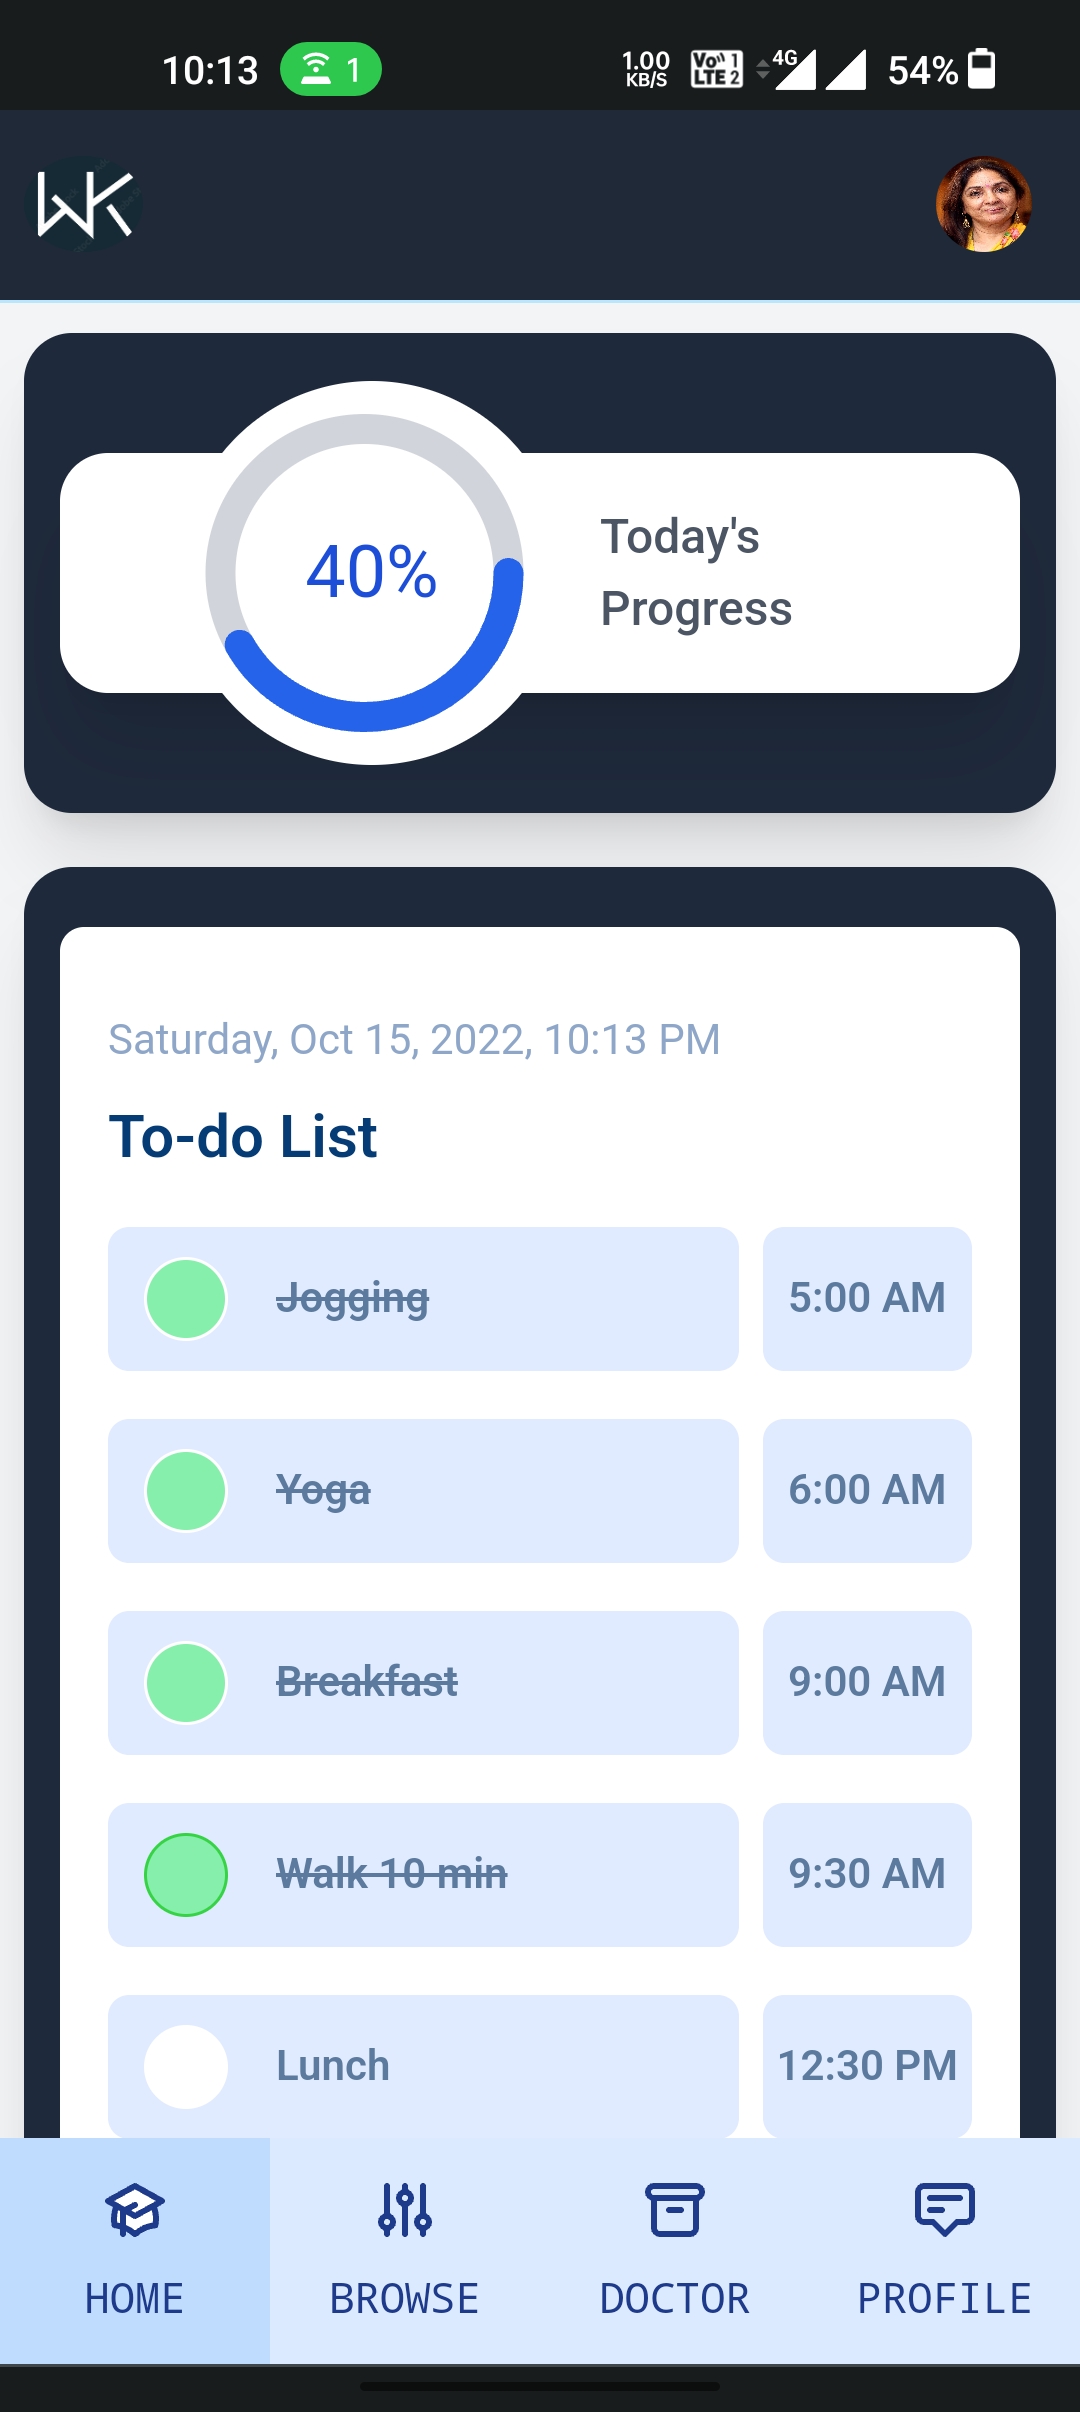 10:13 1 1.00 KB/S Vo 1 LTE 2 4G 54%
WK
40%
Today's
Progress
Saturday, Oct 15, 2022, 10:13 PM
To-do List
Jogging 5:00 AM
Yoga 6:00 AM
Breakfast 9:00 AM
Walk 10 min 9:30 AM
Lunch 12:30 PM
HOME BROWSE DOCTOR PROFILE